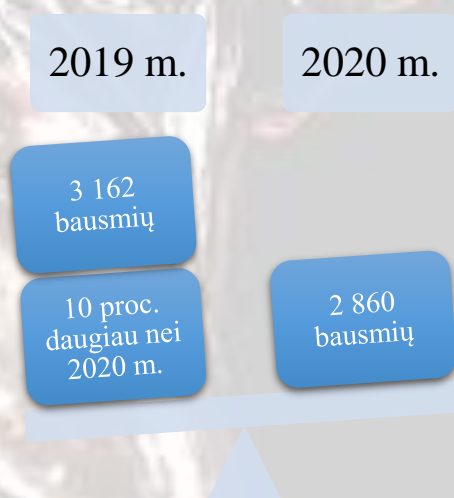 2019 m.
2020 m.
3 162
bausmių
10 proc.
daugiau nei
2020 m.
2 860
bausmių